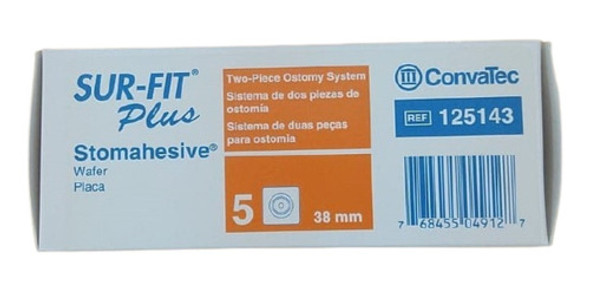 SUR-FIT®
Plus
Stomahesive®
Wafer
Placa
Two-Piece Ostomy System
Sistema de dos piezas de
ostomia
Sistema de duas peças
para ostomia
5
38 mm
ConvaTec
REF 125143
7 68455 04912 7